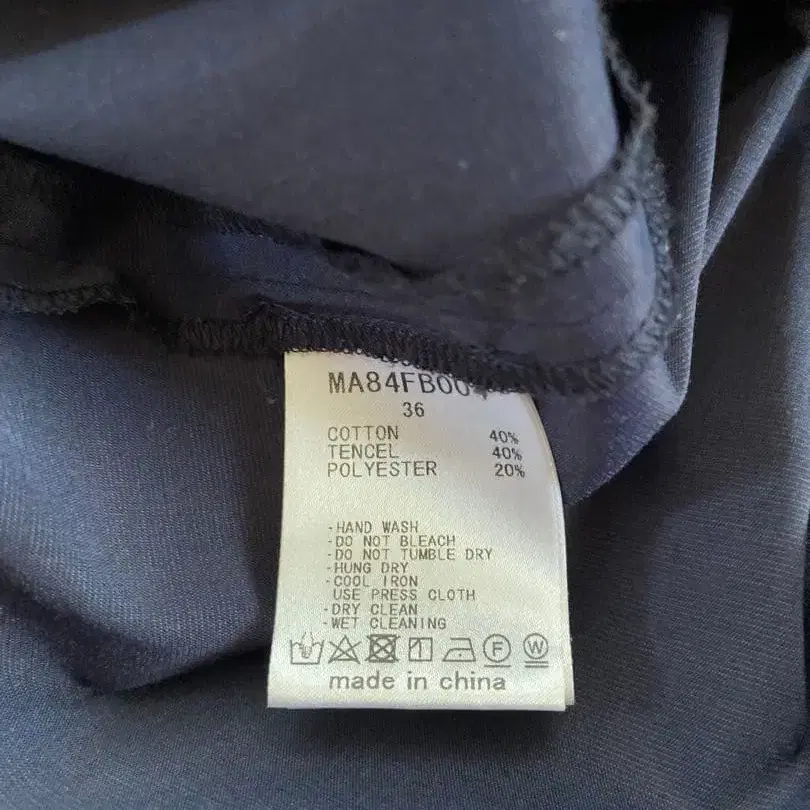 36
COTTON 40%
TENCEL 40%
POLYESTER 20%
-HAND WASH
-DO NOT BLEACH
-DO NOT TUMBLE DRY
-HUNG DRY
-COOL IRON
USE PRESS CLOTH
-DRY CLEAN
-WET CLEANING
F W
made in china